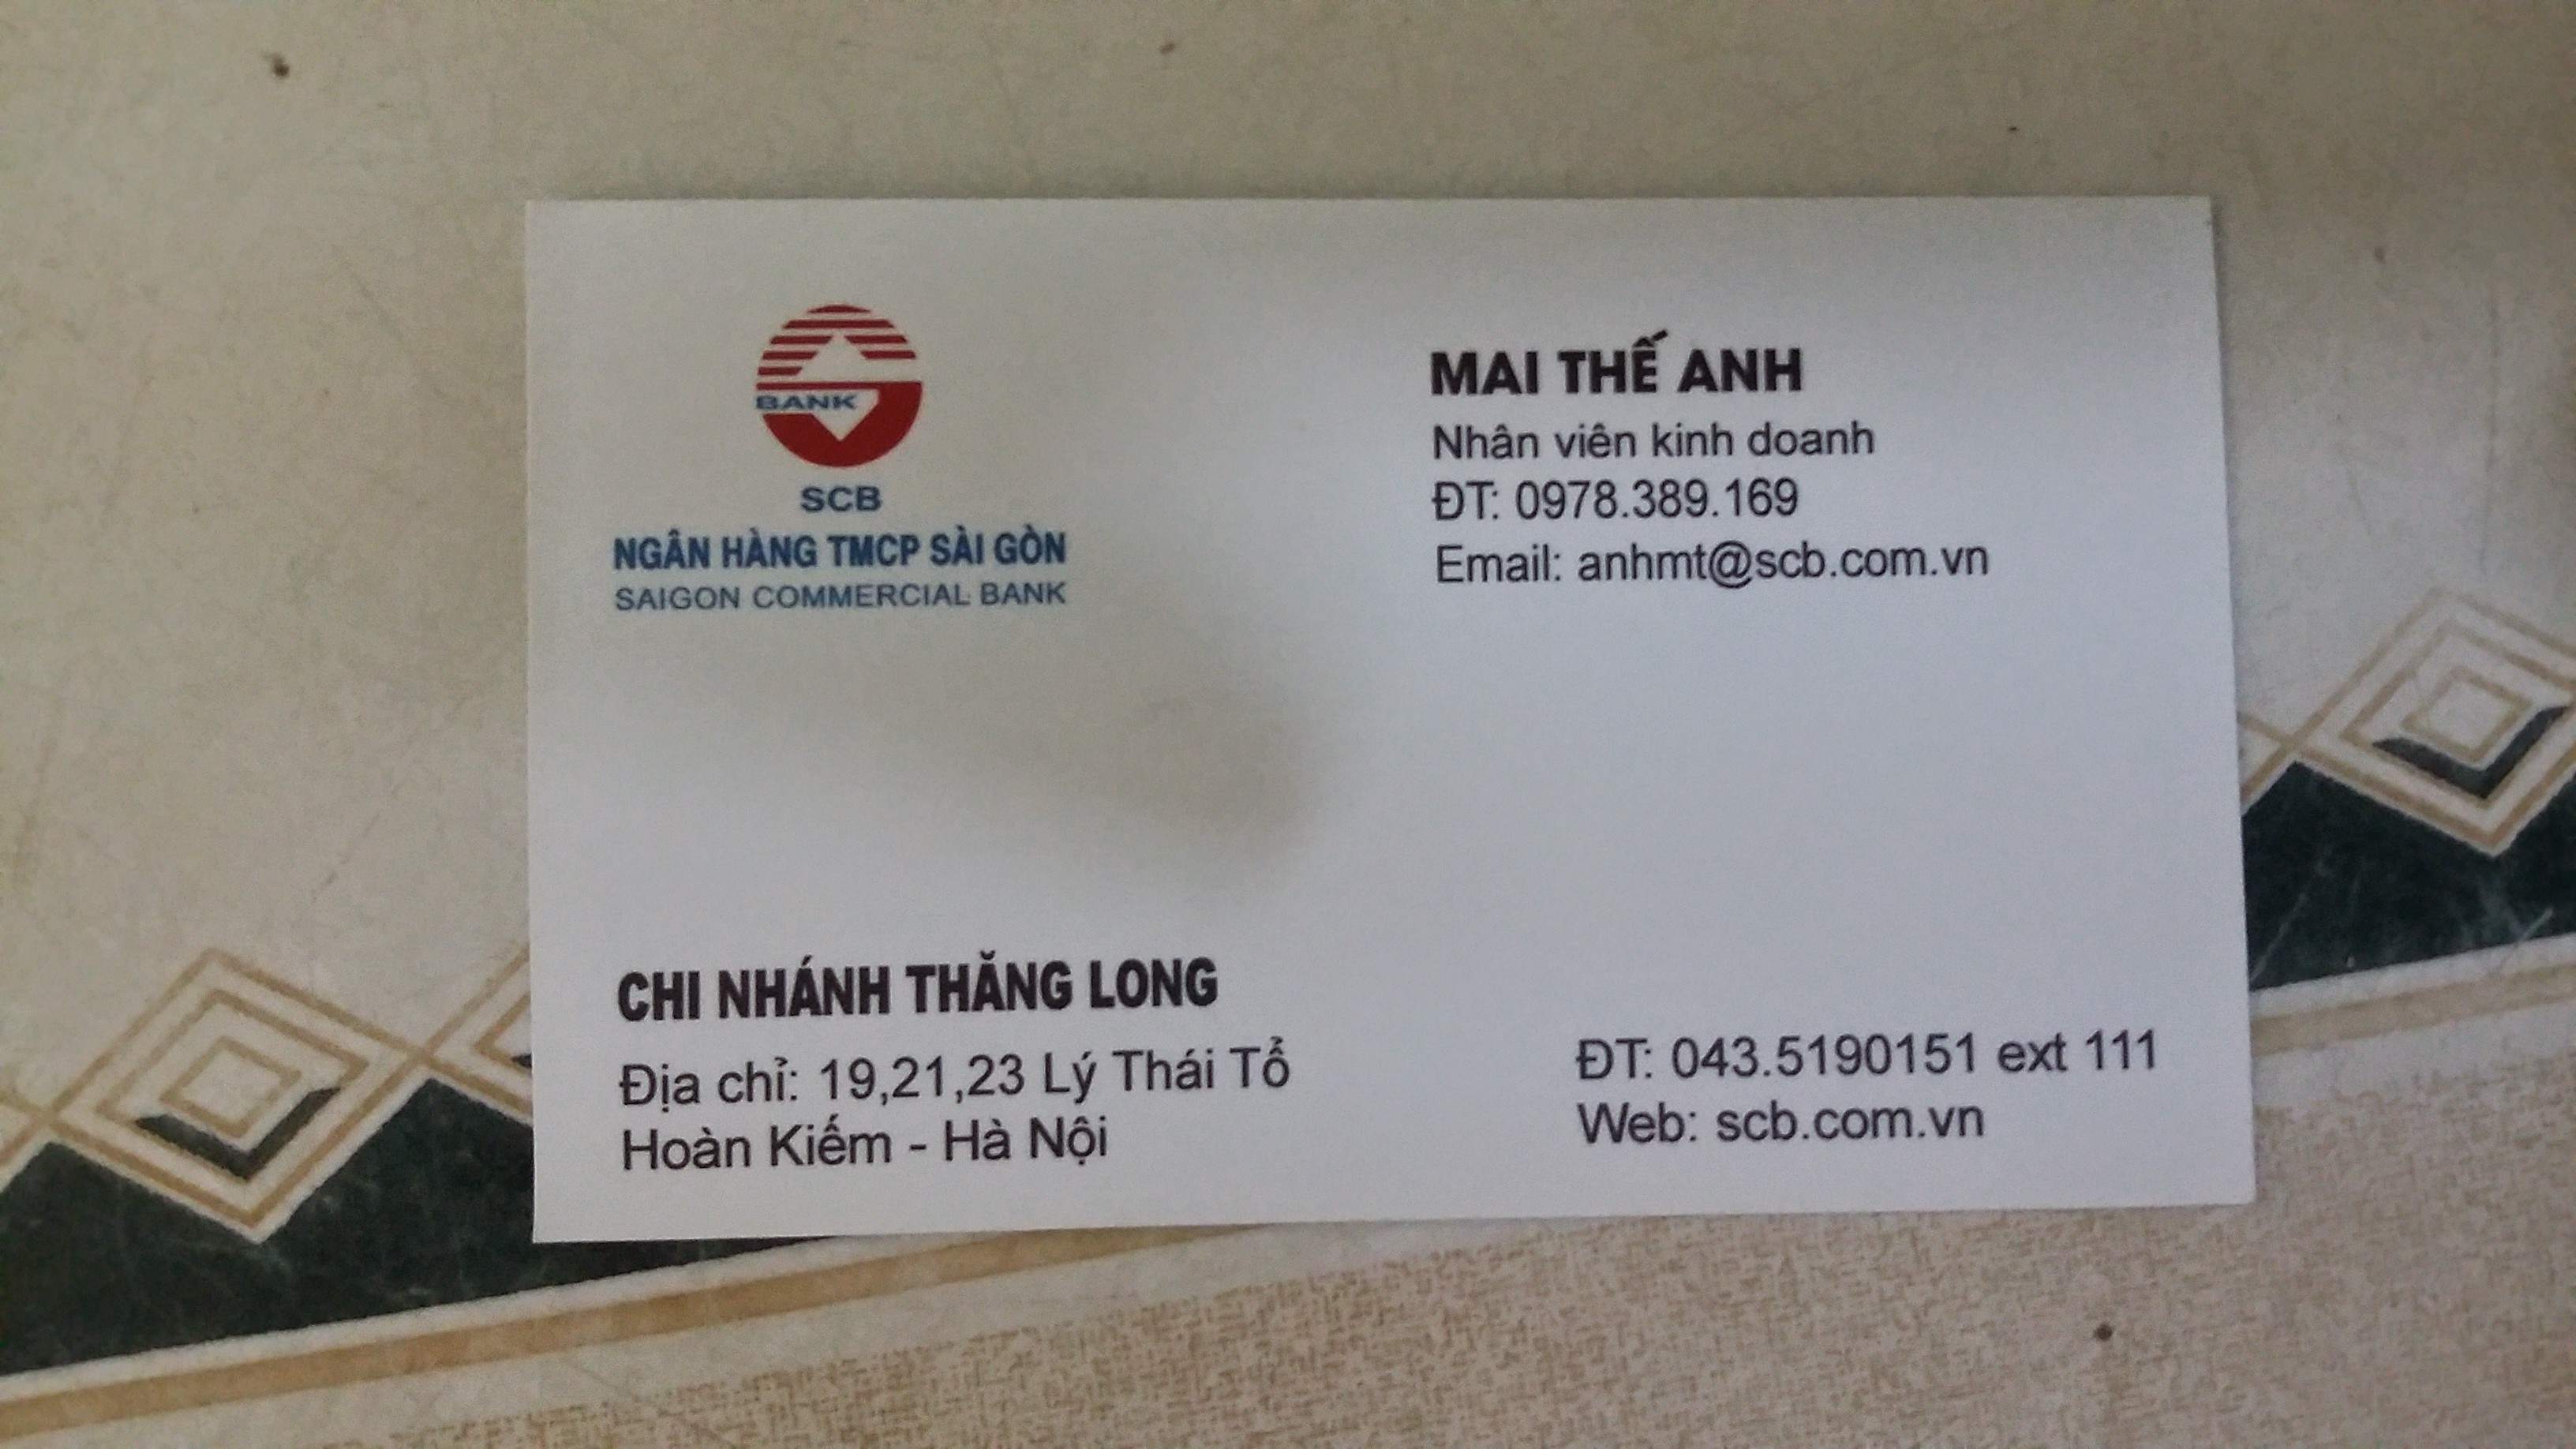 BANK
SCB
NGÂN HÀNG TMCP SÀI GÒN
SAIGON COMMERCIAL BANK
MAI THẾ ANH
Nhân viên kinh doanh
ĐT: 0978.389.169
Email: anhmt@scb.com.vn
CHI NHÁNH THĂNG LONG
Địa chỉ: 19,21,23 Lý Thái Tổ
Hoàn Kiếm - Hà Nội
ĐT: 043.5190151 ext 111
Web: scb.com.vn